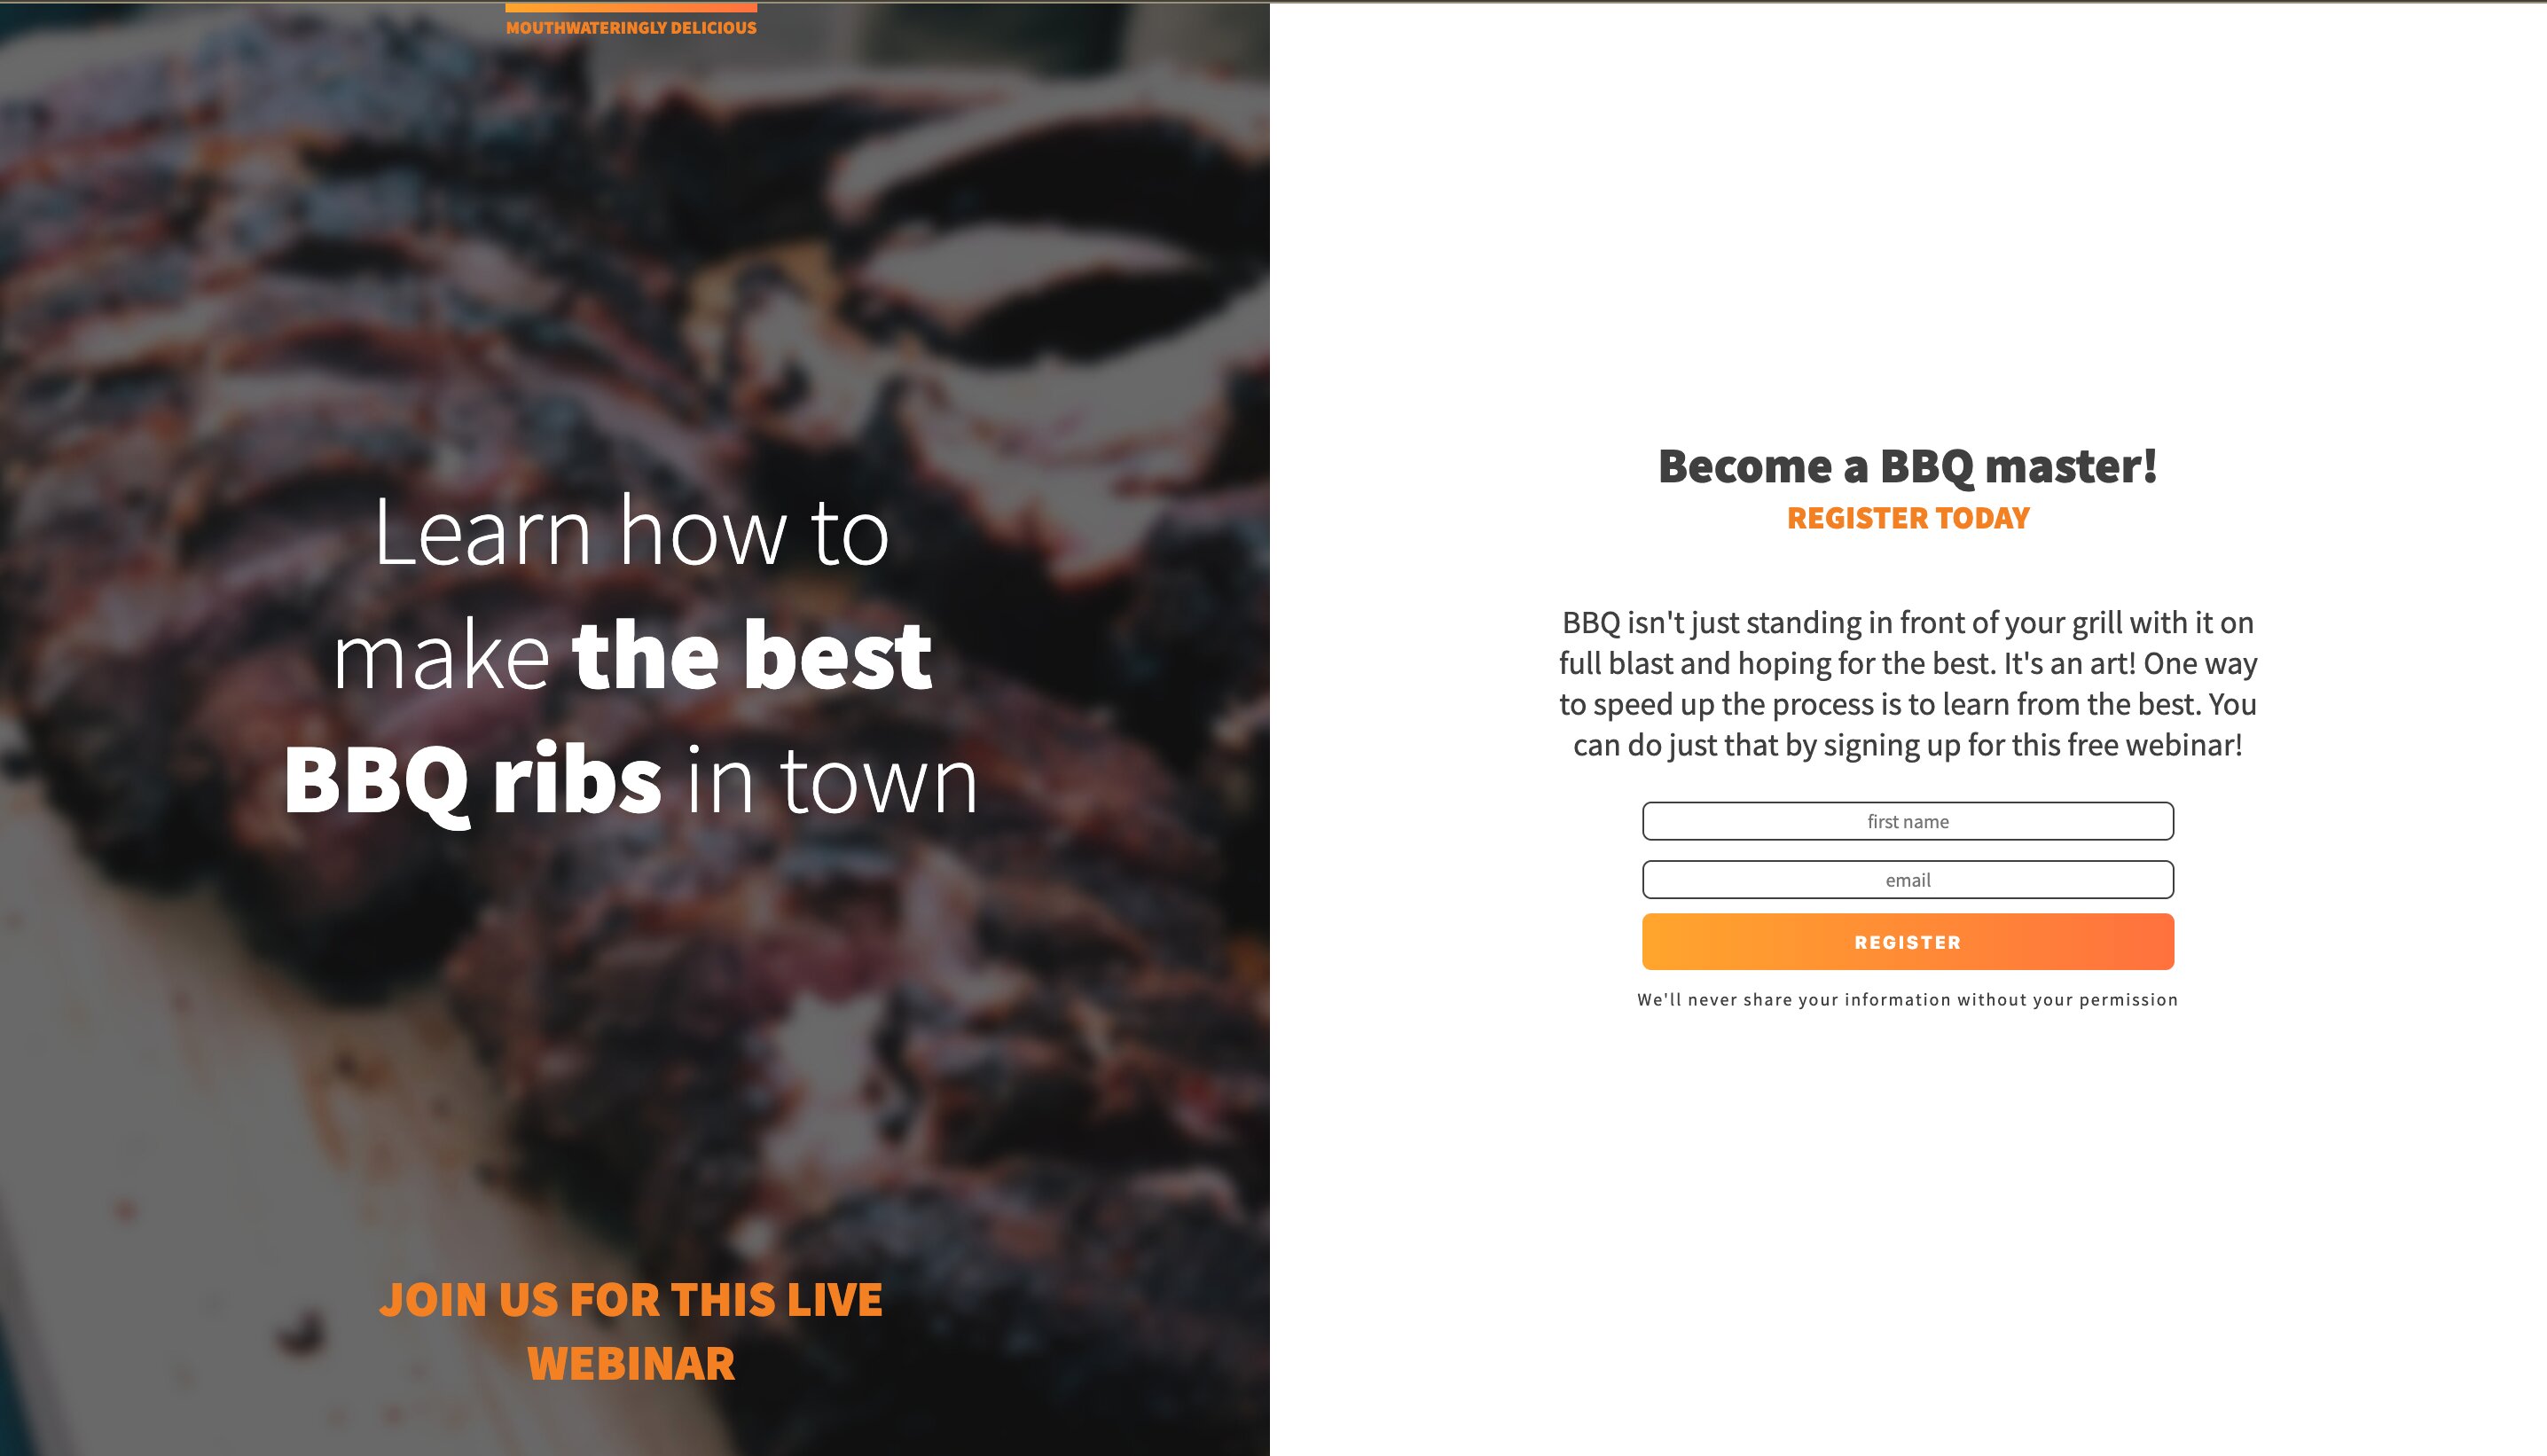 MOUTHWATERINGLY DELICIOUS
Learn how to
make the best
BBQ ribs in town
JOIN US FOR THIS LIVE
WEBINAR
Become a BBQ master!
REGISTER TODAY
BBQ isn't just standing in front of your grill with it on
full blast and hoping for the best. It's an art! One way
to speed up the process is to learn from the best. You
can do just that by signing up for this free webinar!
first name
email
REGISTER
We'll never share your information without your permission